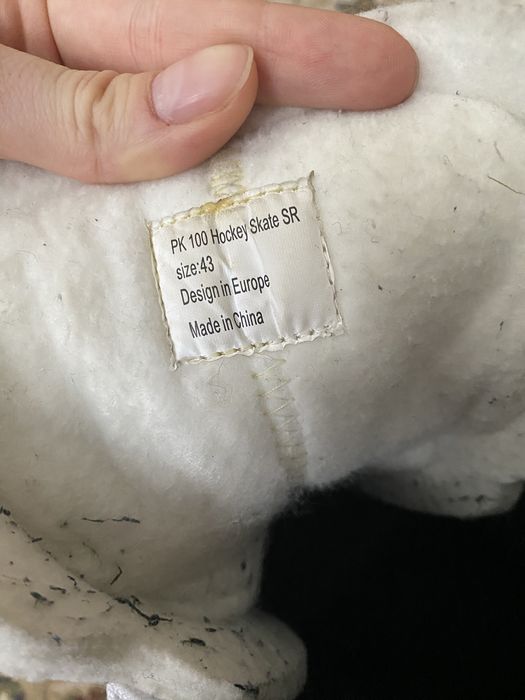 PK 100 Hockey Skate SR
size:43
Design in Europe
Made in China